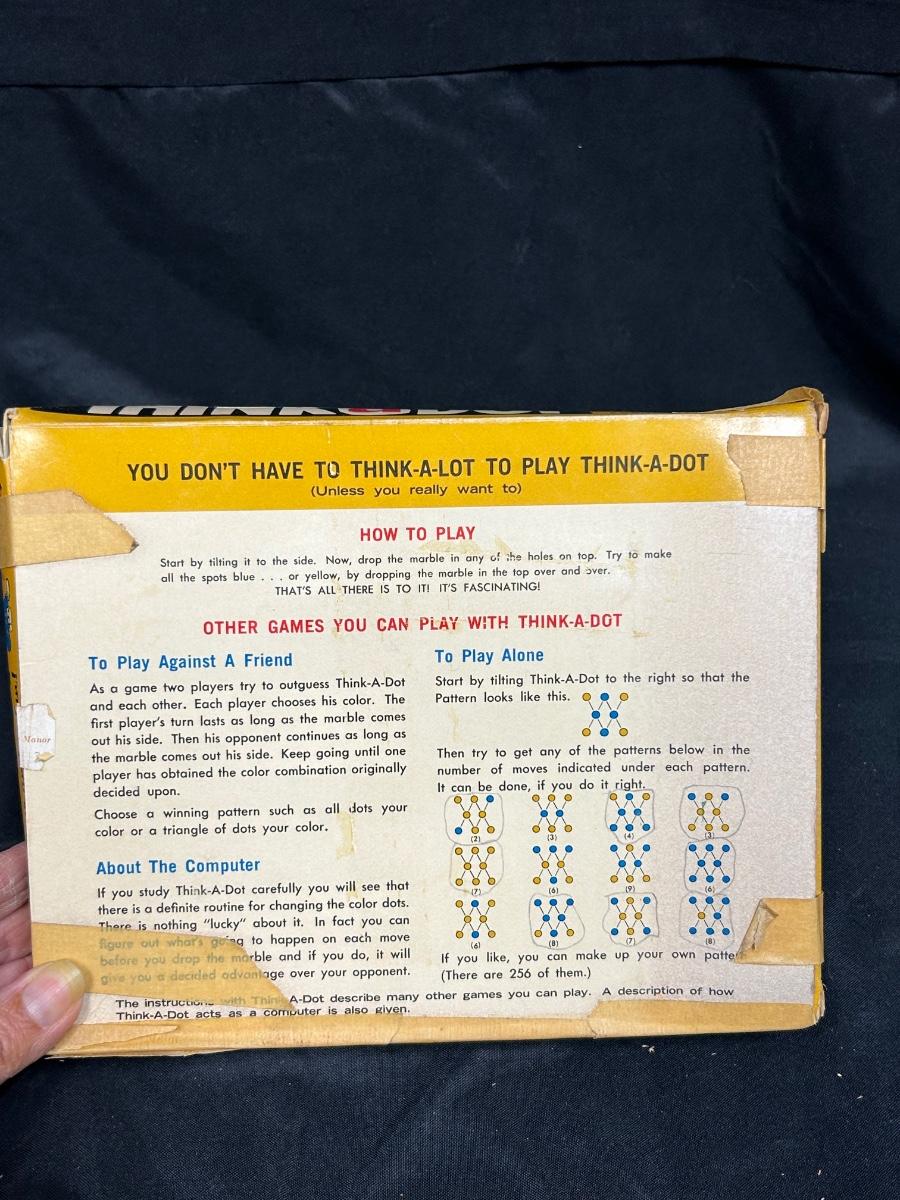 THINK-A-DOT
YOU DON'T HAVE TO THINK-A-LOT TO PLAY THINK-A-DOT
(Unless you really want to)
HOW TO PLAY
Start by tilting it to the side. Now, drop the marble in any of the holes on top. Try to make
all the spots blue . . . or yellow, by dropping the marble in the top over and over.
THAT'S ALL THERE IS TO IT! IT'S FASCINATING!
OTHER GAMES YOU CAN PLAY WITH THINK-A-DOT
To Play Against A Friend
As a game two players try to outguess Think-A-Dot
and each other. Each player chooses his color. The
first player's turn lasts as long as the marble comes
out his side. Then his opponent continues as long as
the marble comes out his side. Keep going until one
player has obtained the color combination originally
decided upon.
Choose a winning pattern such as all dots your
color or a triangle of dots your color.
About The Computer
If you study Think-A-Dot carefully you will see that
there is a definite routine for changing the color dots.
There is nothing "lucky" about it. In fact you can
figure out what's going to happen on each move
before you drop the marble and if you do, it will
give you a decided advantage over your opponent.
To Play Alone
Start by tilting Think-A-Dot to the right so that the
Pattern looks like this.
Then try to get any of the patterns below in the
number of moves indicated under each pattern.
It can be done, if you do it right.
(2) (3) (4) (3)
(7) (6) (9) (6)
(6) (8) (7) (8)
If you like, you can make up your own
(There are 256 of them.)
The instructions with Think-A-Dot describe many other games you can play. A description of how
Think-A-Dot acts as a computer is also given.
Manor